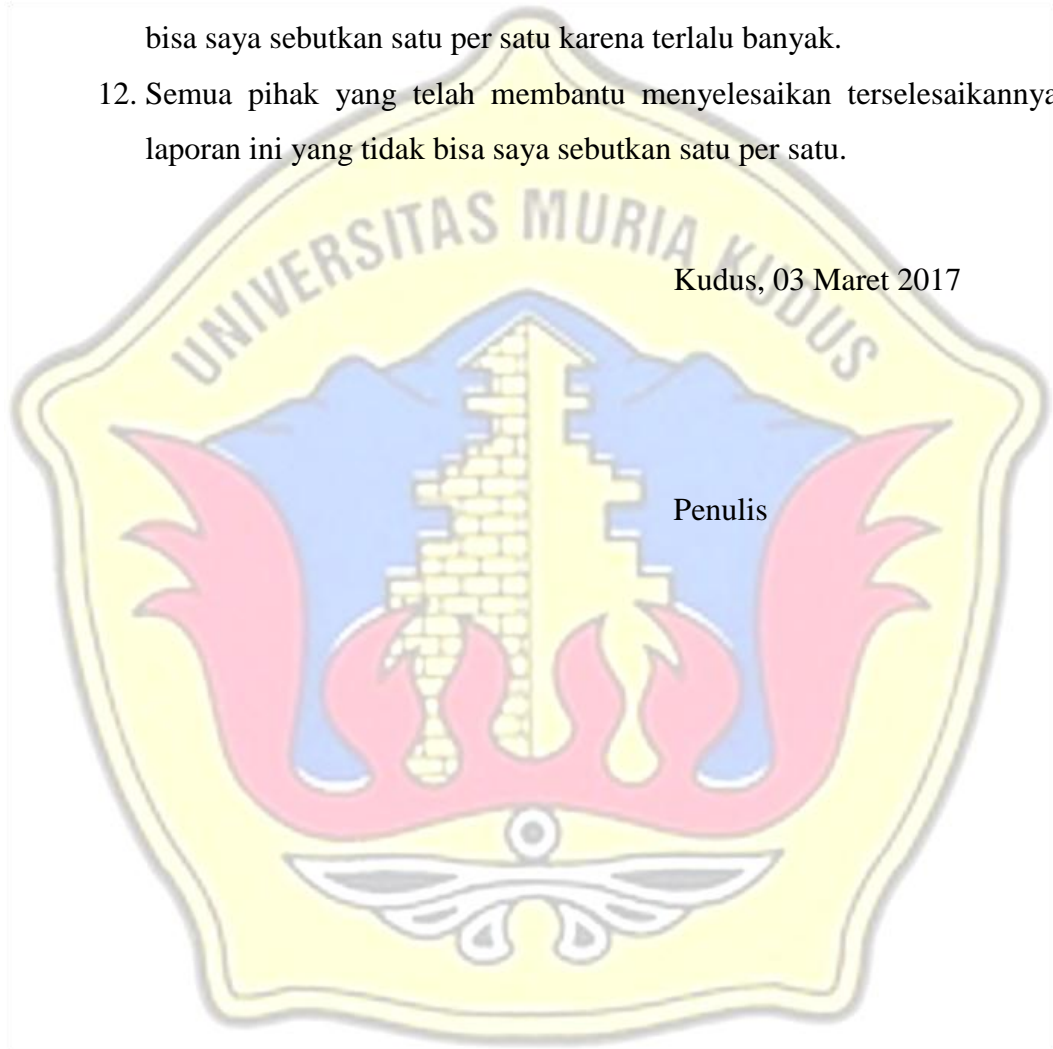 bisa saya sebutkan satu per satu karena terlalu banyak.
12. Semua pihak yang telah membantu menyelesaikan terselesaikannya
laporan ini yang tidak bisa saya sebutkan satu per satu.
UNIVERSITAS MURIA KUDUS
Kudus, 03 Maret 2017
Penulis